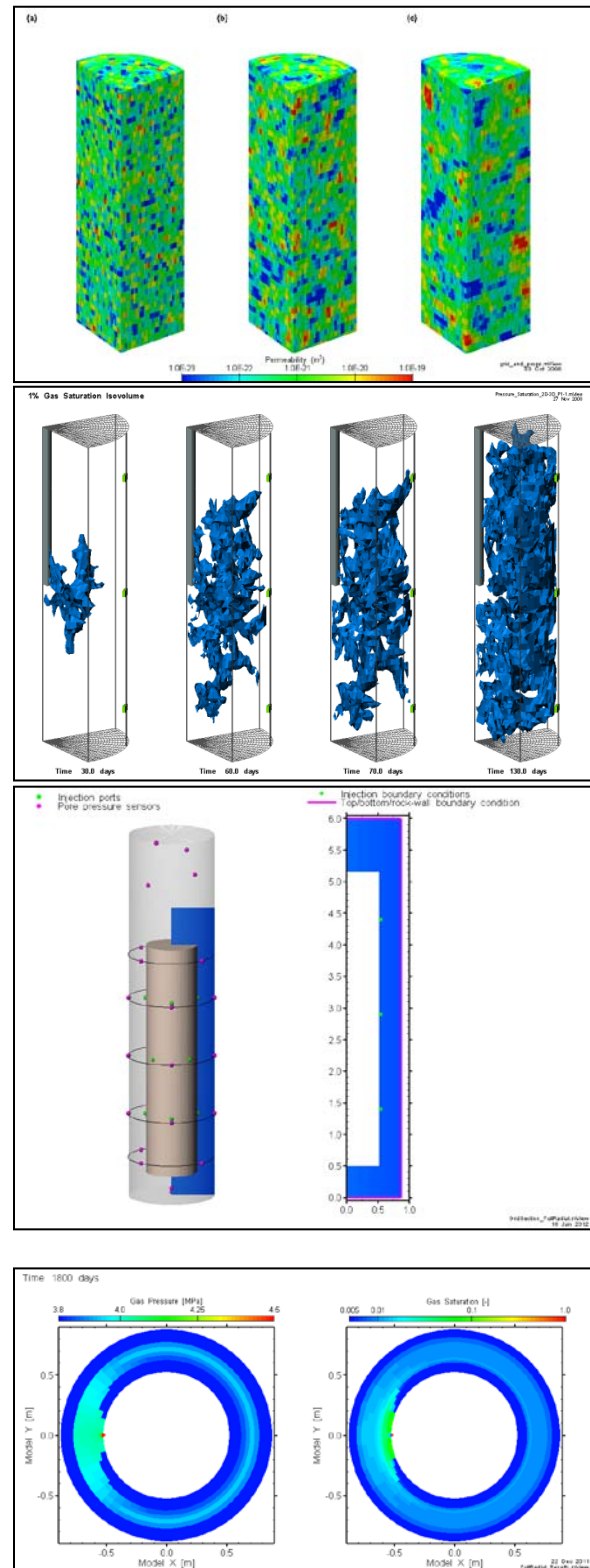 (a) (b) (c)
Permeability [m²]
1.0E-23 1.0E-22 1.0E-21 1.0E-20 1.0E-19
1% Gas Saturation Isovolume
27 Nov 2008
Time 30.0 days Time 60.0 days Time 70.0 days Time 130.0 days
Injection ports
Pore pressure sensors
Injection boundary conditions
Top/bottom/rock-wall boundary condition
6.0
5.5
5.0
4.5
4.0
3.5
3.0
2.5
2.0
1.5
1.0
0.5
0.0
0.0 0.5 1.0
Time 1800 days
Gas Pressure [MPa] Gas Saturation [-]
3.8 4.0 4.25 4.5 0.005 0.01 0.1 1.0
Model Y [m] Model Y [m]
0.5 0.5
0.0 0.0
-0.5 -0.5
-0.5 0.0 0.5 -0.5 0.0 0.5
Model X [m] Model X [m]